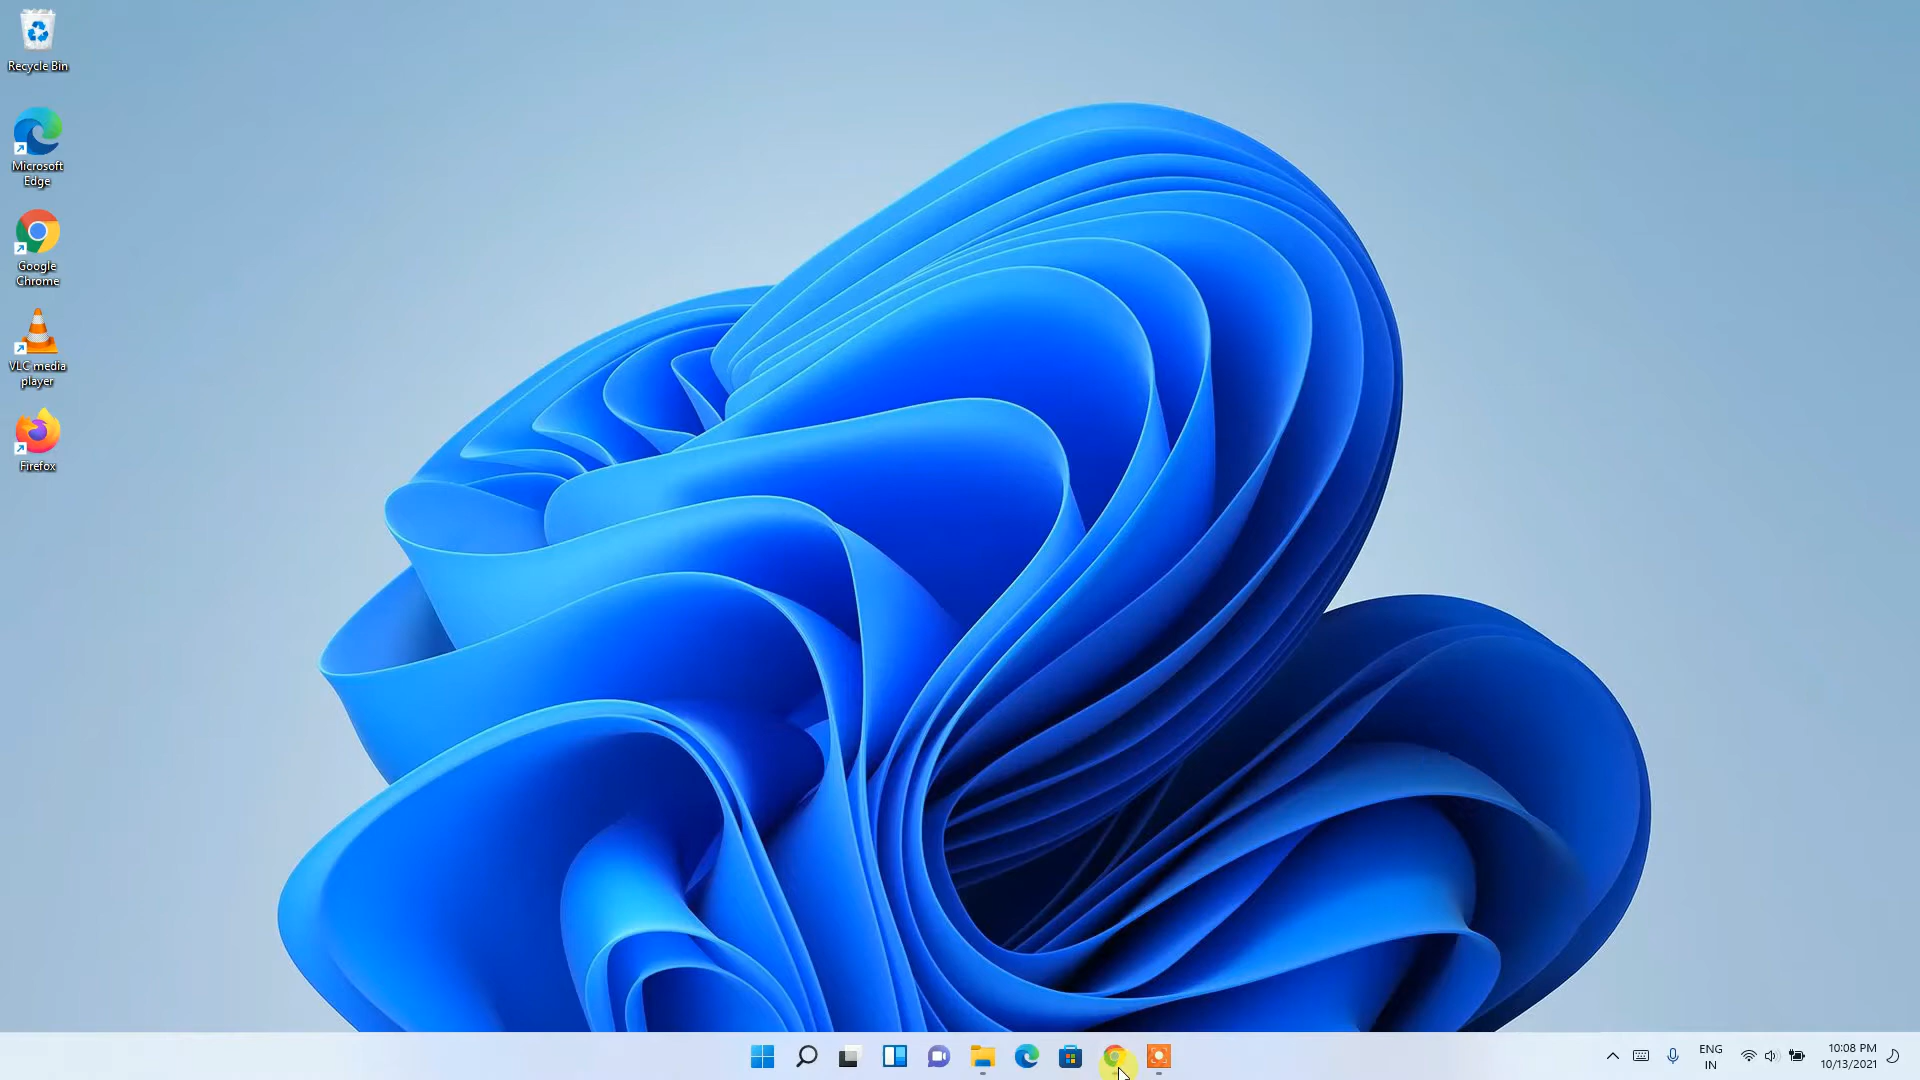 Recycle Bin
Microsoft
Edge
Google
Chrome
VLC media
player
Firefox
ENG
IN
10:08 PM
10/13/2021